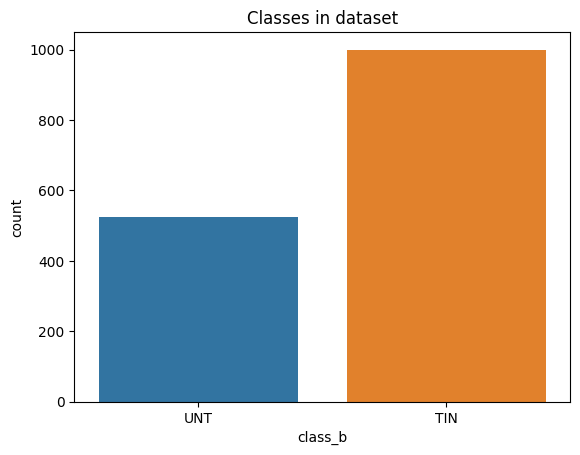 Classes in dataset
1000
800
600
400
200
0
count
UNT TIN
class_b